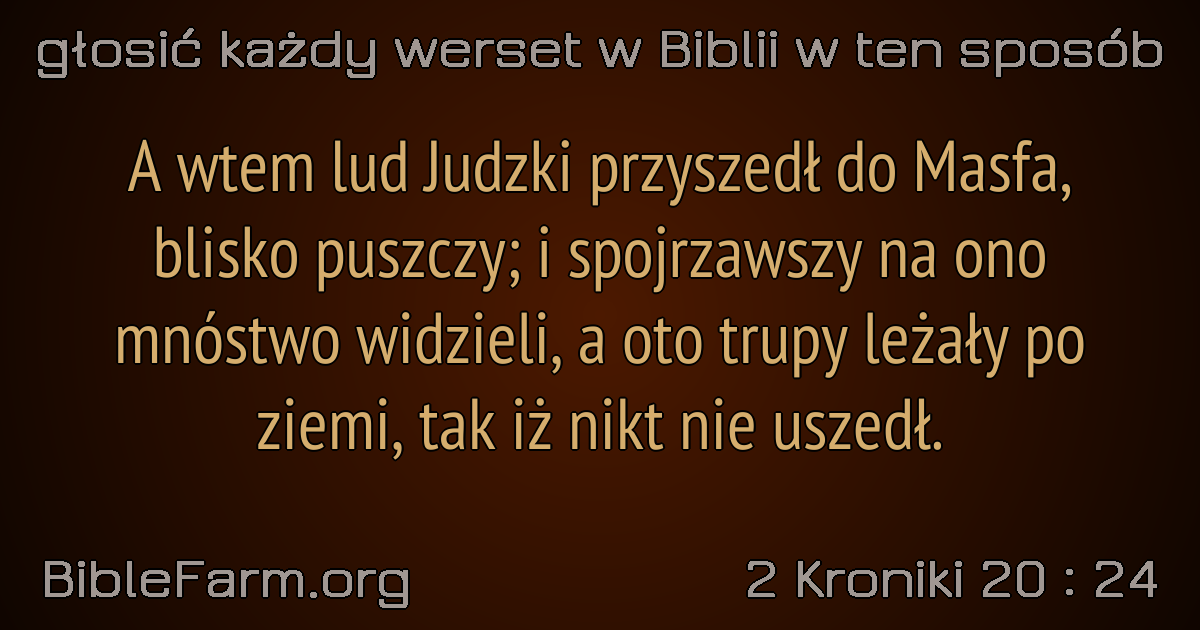 głosić każdy werset w Biblii w ten sposób
A wtem lud Judzki przyszedł do Masfa,
blisko puszczy; i spojrzawszy na ono
mnóstwo widzieli, a oto trupy leżały po
ziemi, tak iż nikt nie uszedł.
BibleFarm.org
2 Kroniki 20 : 24